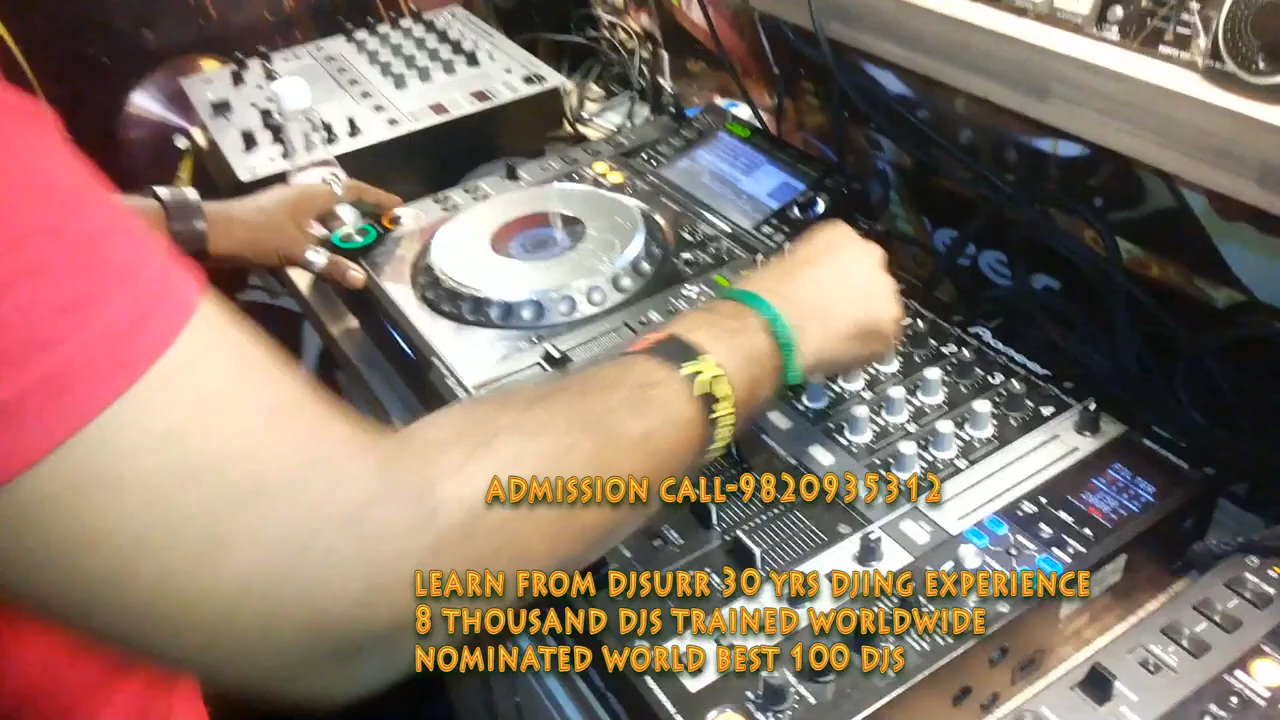 Pioneer
ADMISSION CALL-9820935312
LEARN FROM DJSURR 30 YRS DJING EXPERIENCE
8 THOUSAND DJS TRAINED WORLDWIDE
NOMINATED WORLD BEST 100 DJS